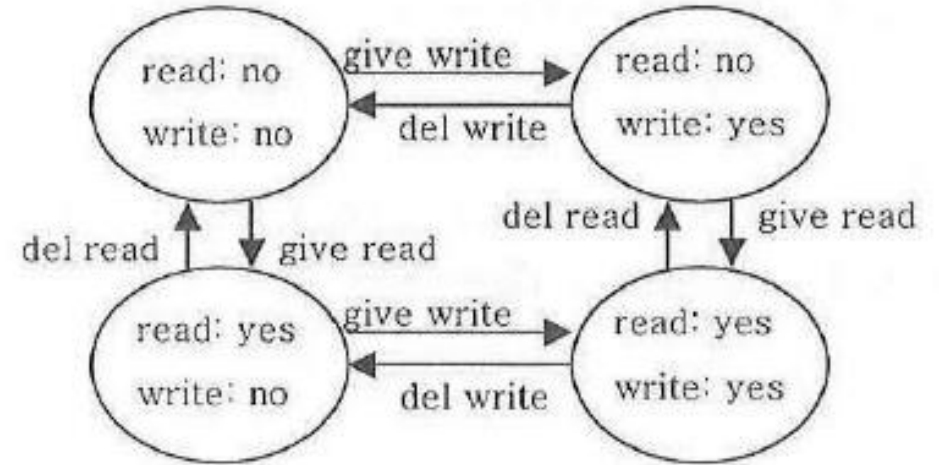 read: no
write: no
give write
del write
read: no
write: yes
del read
give read
del read
give read
read: yes
write: no
give write
del write
read: yes
write: yes